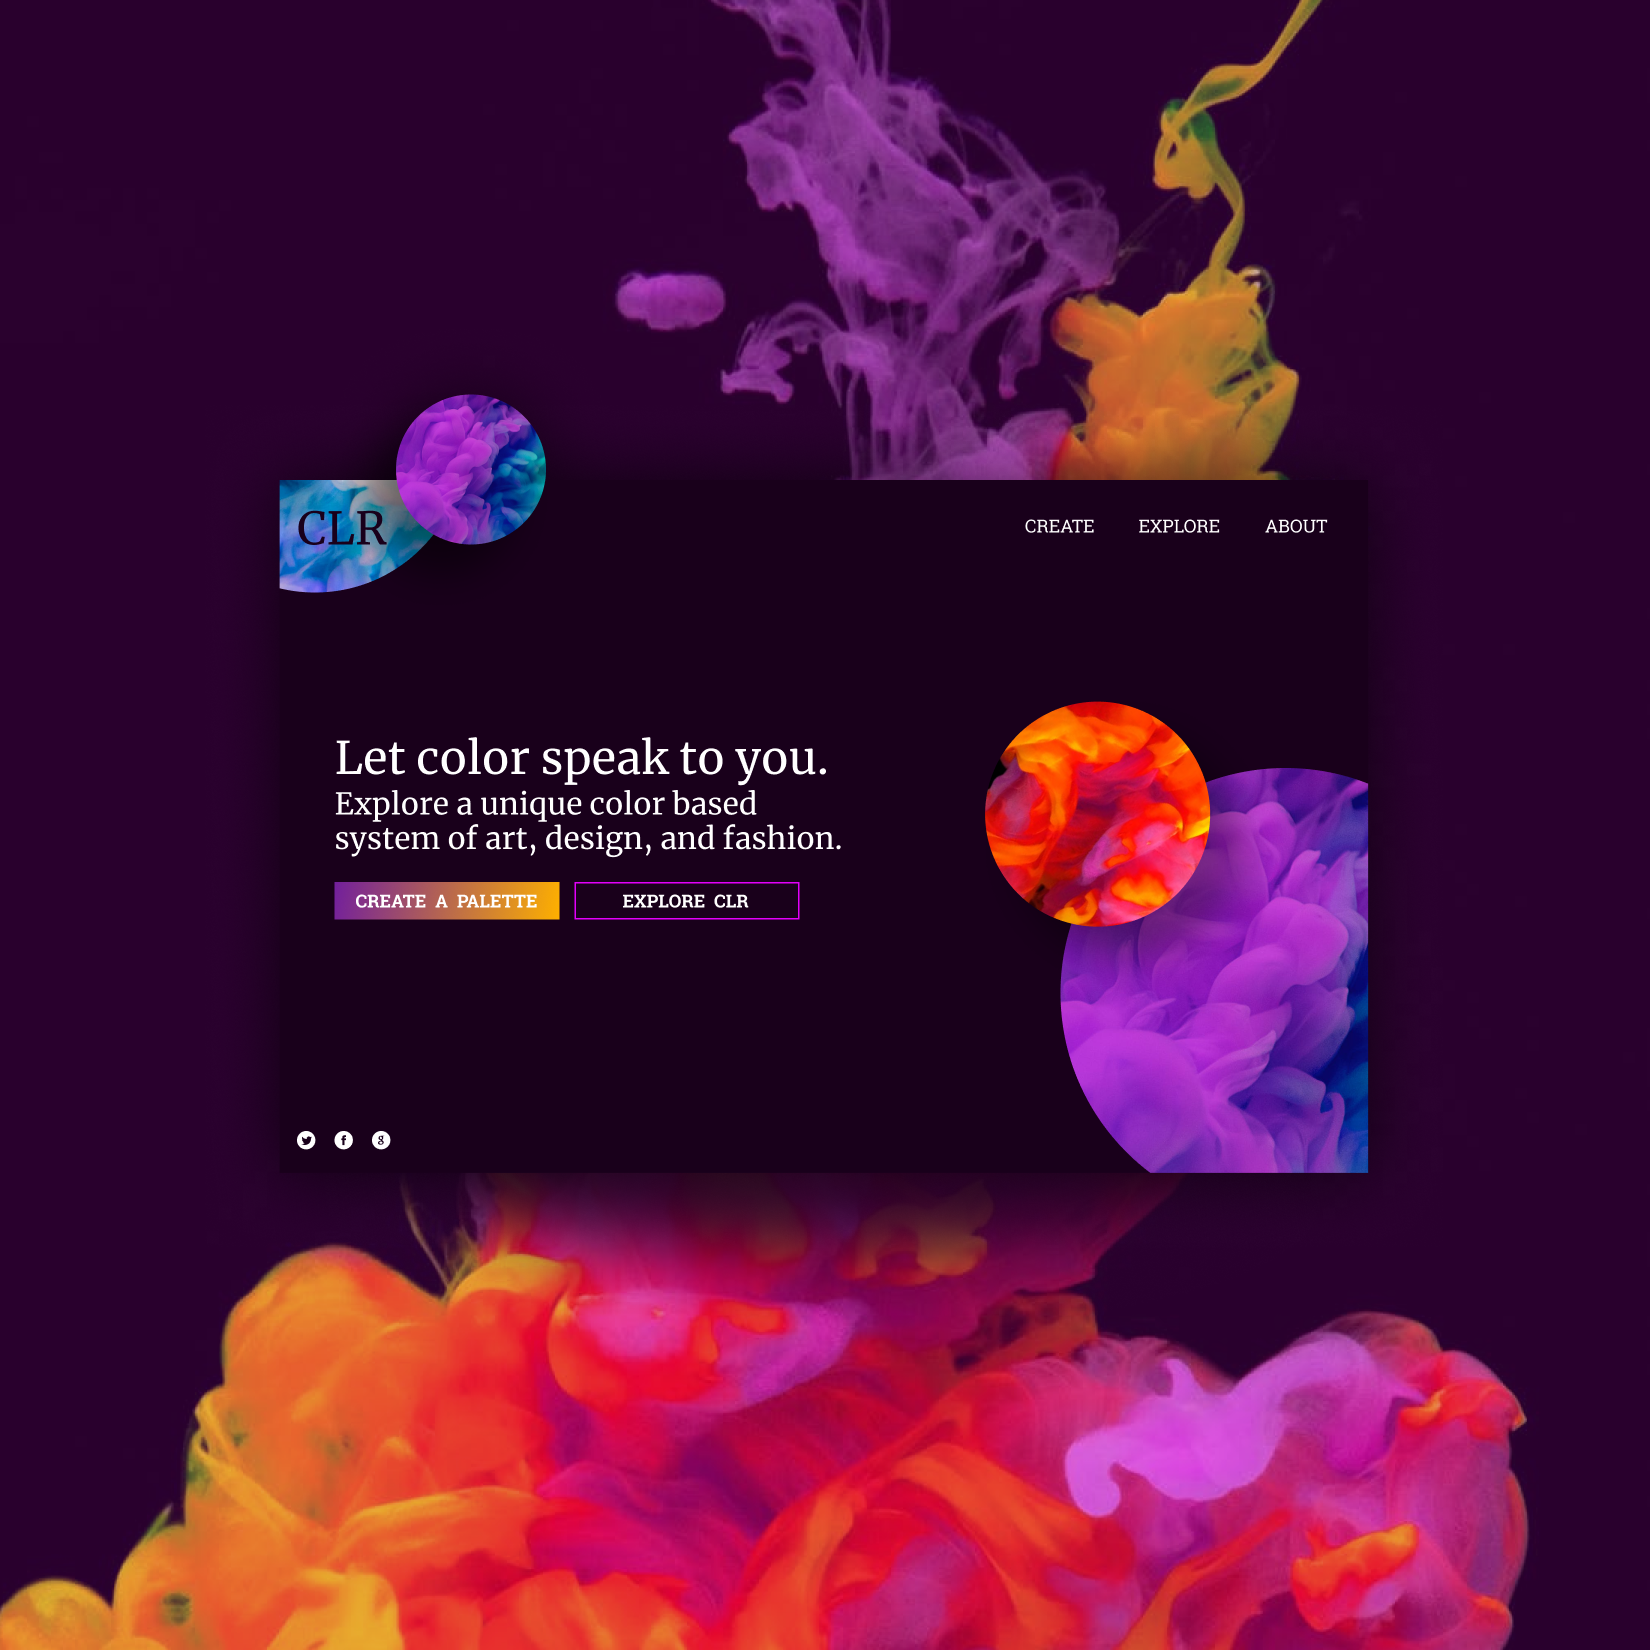 CLR
CREATE EXPLORE ABOUT
Let color speak to you.
Explore a unique color based
system of art, design, and fashion.
CREATE A PALETTE EXPLORE CLR